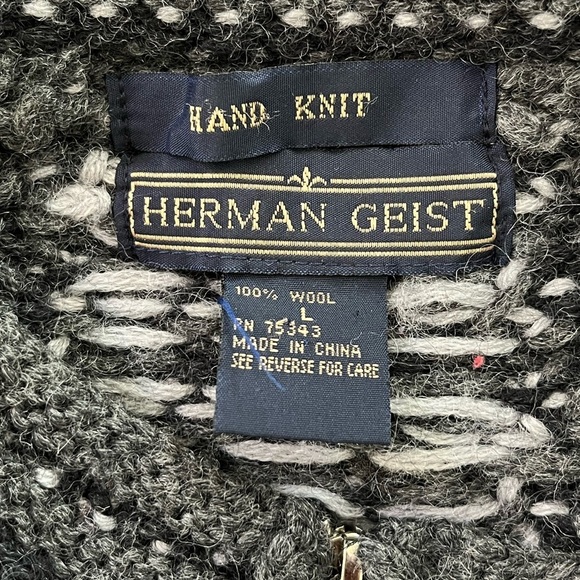 HAND KNIT
HERMAN GEIST
100% WOOL
L
RN 75343
MADE IN CHINA
SEE REVERSE FOR CARE